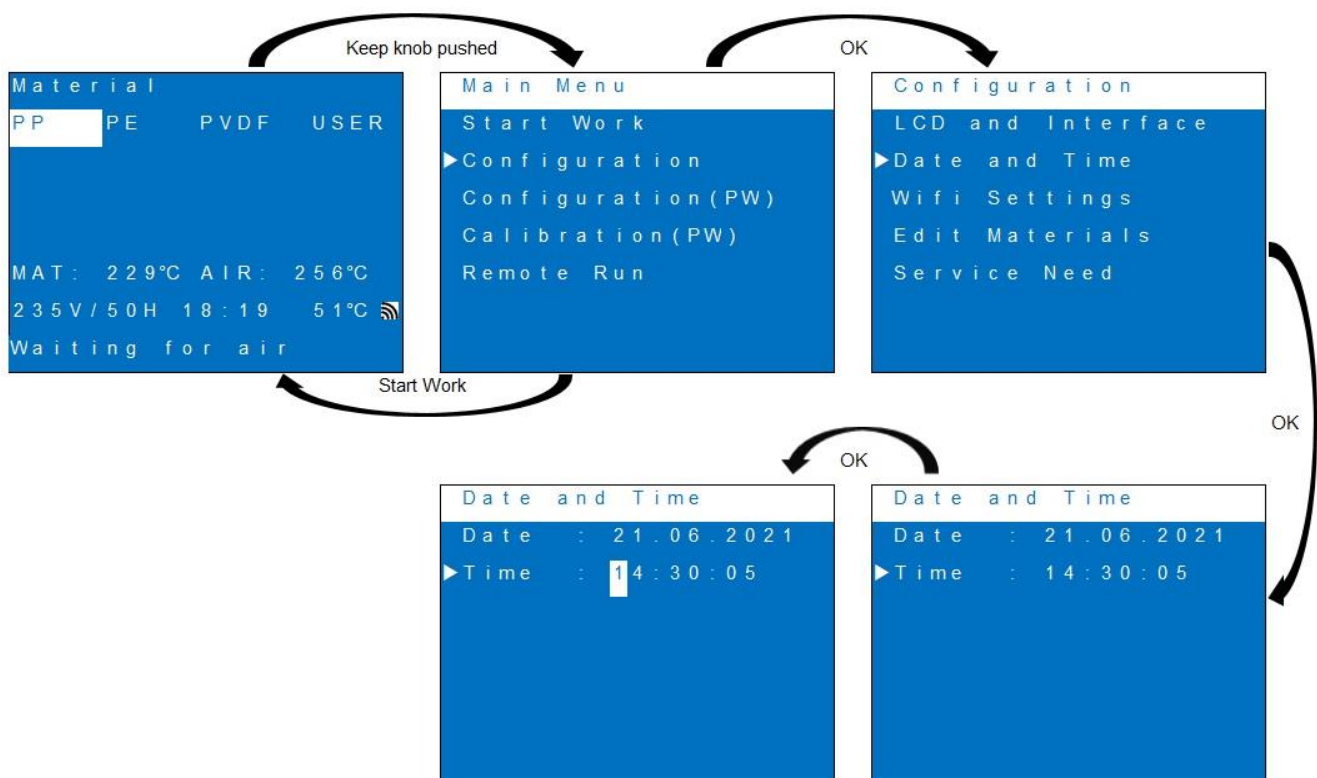 Keep knob pushed
OK
Material
PP PE PVDF USER
MAT: 229°C AIR: 256°C
235V/50H 18:19 51°C
Waiting for air
Main Menu
Start Work
Configuration
Configuration(PW)
Calibration(PW)
Remote Run
Configuration
LCD and Interface
Date and Time
Wifi Settings
Edit Materials
Service Need
Start Work
OK
OK
Date and Time
Date : 21.06.2021
Time : 14:30:05
Date and Time
Date : 21.06.2021
Time : 14:30:05